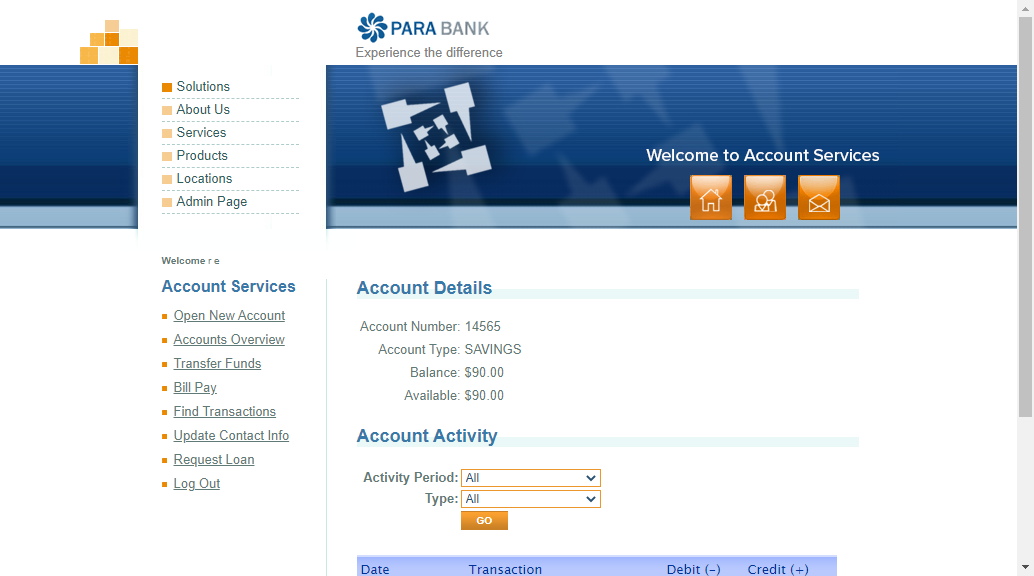 PARA BANK
Experience the difference
Solutions
About Us
Services
Products
Locations
Admin Page
Welcome to Account Services
Welcome r e
Account Services
Open New Account
Accounts Overview
Transfer Funds
Bill Pay
Find Transactions
Update Contact Info
Request Loan
Log Out
Account Details
Account Number: 14565
Account Type: SAVINGS
Balance: $90.00
Available: $90.00
Account Activity
Activity Period: All
Type: All
GO
Date Transaction Debit (-) Credit (+)